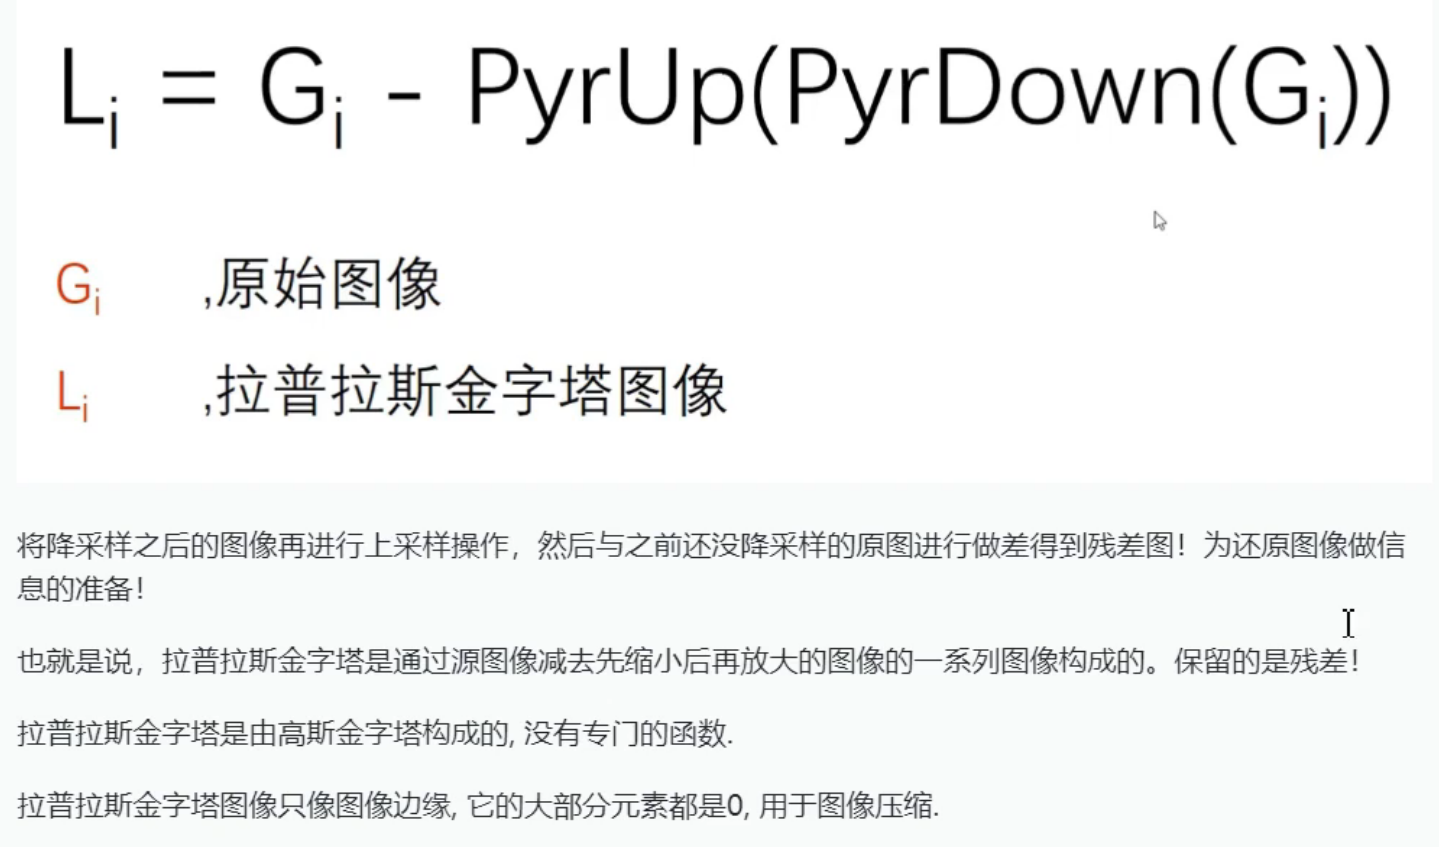 Li = Gi - PyrUp(PyrDown(Gi))
Gi ,原始图像
Li ,拉普拉斯金字塔图像
将降采样之后的图像再进行上采样操作，然后与之前还没降采样的原图进行做差得到残差图！为还原图像做信
息的准备！
也就是说，拉普拉斯金字塔是通过源图像减去先缩小后再放大的图像的一系列图像构成的。保留的是残差！
拉普拉斯金字塔是由高斯金字塔构成的, 没有专门的函数.
拉普拉斯金字塔图像只像图像边缘, 它的大部分元素都是0, 用于图像压缩.